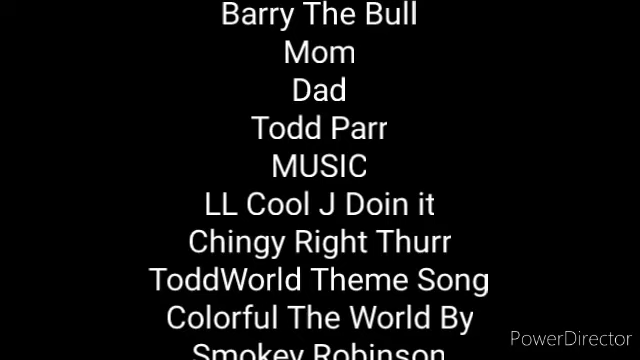 Barry The Bull
Mom
Dad
Todd Parr
MUSIC
LL Cool J Doin it
Chingy Right Thurr
ToddWorld Theme Song
Colorful The World By
Smokey Robinson
PowerDirector